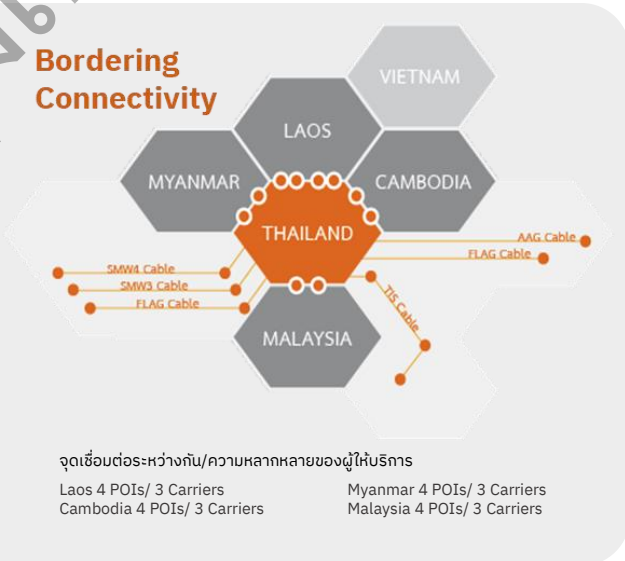 Bordering
Connectivity
VIETNAM
LAOS
MYANMAR
CAMBODIA
THAILAND
AAG Cable
FLAG Cable
SMW4 Cable
SMW3 Cable
FLAG Cable
TIS Cable
MALAYSIA
จุดเชื่อมต่อระหว่างกัน/ความหลากหลายของผู้ให้บริการ
Laos 4 POIs/ 3 Carriers
Cambodia 4 POIs/ 3 Carriers
Myanmar 4 POIs/ 3 Carriers
Malaysia 4 POIs/ 3 Carriers